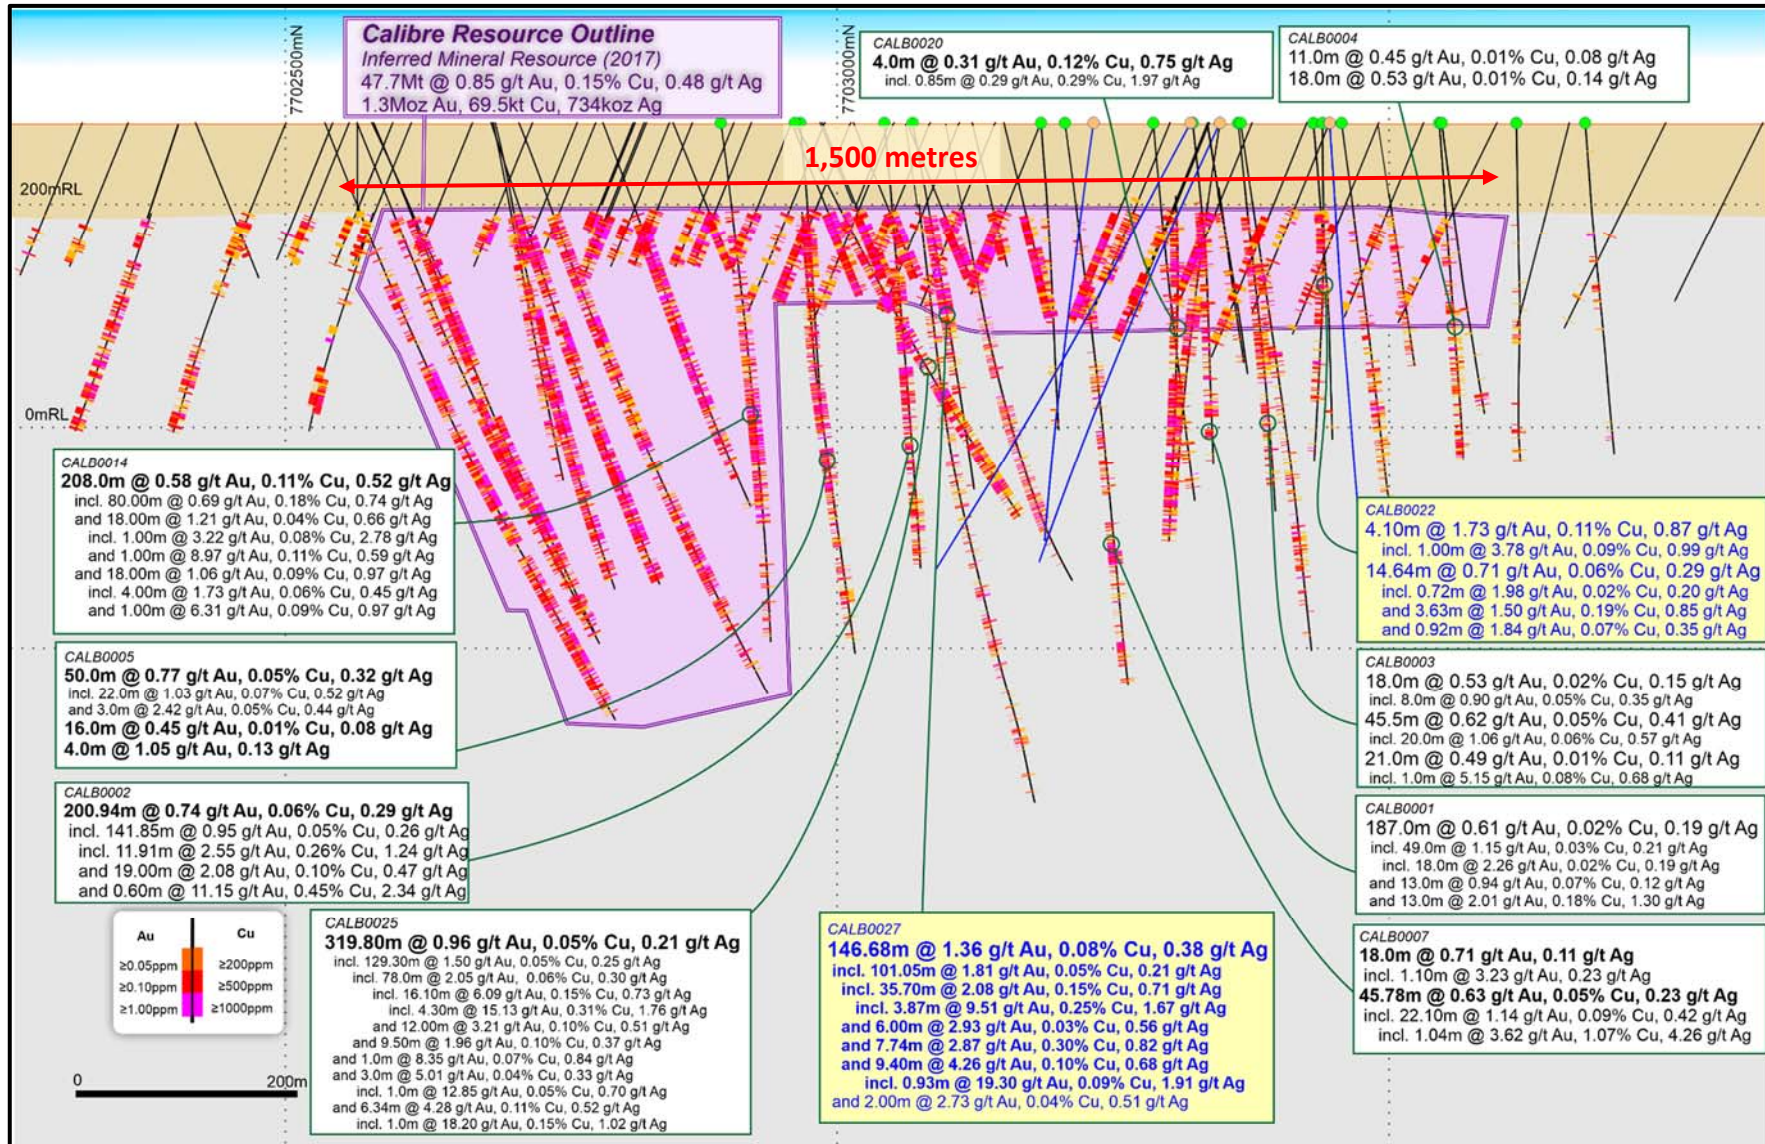 Calibre Resource Outline
Inferred Mineral Resource (2017)
47.7Mt @ 0.85 g/t Au, 0.15% Cu, 0.48 g/t Ag
1.3Moz Au, 69.5kt Cu, 734koz Ag
7702500mN
7703000mN
CALB0020
4.0m @ 0.31 g/t Au, 0.12% Cu, 0.75 g/t Ag
incl. 0.85m @ 0.29 g/t Au, 0.29% Cu, 1.97 g/t Ag
CALB0004
11.0m @ 0.45 g/t Au, 0.01% Cu, 0.08 g/t Ag
18.0m @ 0.53 g/t Au, 0.01% Cu, 0.14 g/t Ag
1,500 metres
200mRL
0mRL
CALB0014
208.0m @ 0.58 g/t Au, 0.11% Cu, 0.52 g/t Ag
incl. 80.00m @ 0.69 g/t Au, 0.18% Cu, 0.74 g/t Ag
and 18.00m @ 1.21 g/t Au, 0.04% Cu, 0.66 g/t Ag
incl. 1.00m @ 3.22 g/t Au, 0.08% Cu, 2.78 g/t Ag
and 1.00m @ 8.97 g/t Au, 0.11% Cu, 0.59 g/t Ag
and 18.00m @ 1.06 g/t Au, 0.09% Cu, 0.97 g/t Ag
incl. 4.00m @ 1.73 g/t Au, 0.06% Cu, 0.45 g/t Ag
and 1.00m @ 6.31 g/t Au, 0.09% Cu, 0.97 g/t Ag
CALB0005
50.0m @ 0.77 g/t Au, 0.05% Cu, 0.32 g/t Ag
incl. 22.0m @ 1.03 g/t Au, 0.07% Cu, 0.52 g/t Ag
and 3.0m @ 2.42 g/t Au, 0.05% Cu, 0.44 g/t Ag
16.0m @ 0.45 g/t Au, 0.01% Cu, 0.08 g/t Ag
4.0m @ 1.05 g/t Au, 0.13 g/t Ag
CALB0002
200.94m @ 0.74 g/t Au, 0.06% Cu, 0.29 g/t Ag
incl. 141.85m @ 0.95 g/t Au, 0.05% Cu, 0.26 g/t Ag
incl. 11.91m @ 2.55 g/t Au, 0.26% Cu, 1.24 g/t Ag
and 19.00m @ 2.08 g/t Au, 0.10% Cu, 0.47 g/t Ag
and 0.60m @ 11.15 g/t Au, 0.45% Cu, 2.34 g/t Ag
Au Cu
≥0.05ppm ≥200ppm
≥0.10ppm ≥500ppm
≥1.00ppm ≥1000ppm
0 200m
CALB0025
319.80m @ 0.96 g/t Au, 0.05% Cu, 0.21 g/t Ag
incl. 129.30m @ 1.50 g/t Au, 0.05% Cu, 0.25 g/t Ag
incl. 78.0m @ 2.05 g/t Au, 0.06% Cu, 0.30 g/t Ag
incl. 16.10m @ 6.09 g/t Au, 0.15% Cu, 0.73 g/t Ag
incl. 4.30m @ 15.13 g/t Au, 0.31% Cu, 1.76 g/t Ag
and 12.00m @ 3.21 g/t Au, 0.10% Cu, 0.51 g/t Ag
and 9.50m @ 1.96 g/t Au, 0.10% Cu, 0.37 g/t Ag
and 1.0m @ 8.35 g/t Au, 0.07% Cu, 0.84 g/t Ag
and 3.0m @ 5.01 g/t Au, 0.04% Cu, 0.33 g/t Ag
incl. 1.0m @ 12.85 g/t Au, 0.05% Cu, 0.70 g/t Ag
and 6.34m @ 4.28 g/t Au, 0.11% Cu, 0.52 g/t Ag
incl. 1.0m @ 18.20 g/t Au, 0.15% Cu, 1.02 g/t Ag
CALB0027
146.68m @ 1.36 g/t Au, 0.08% Cu, 0.38 g/t Ag
incl. 101.05m @ 1.81 g/t Au, 0.05% Cu, 0.21 g/t Ag
incl. 35.70m @ 2.08 g/t Au, 0.15% Cu, 0.71 g/t Ag
incl. 3.87m @ 9.51 g/t Au, 0.25% Cu, 1.67 g/t Ag
and 6.00m @ 2.93 g/t Au, 0.03% Cu, 0.56 g/t Ag
and 7.74m @ 2.87 g/t Au, 0.30% Cu, 0.82 g/t Ag
and 9.40m @ 4.26 g/t Au, 0.10% Cu, 0.68 g/t Ag
incl. 0.93m @ 19.30 g/t Au, 0.09% Cu, 1.91 g/t Ag
and 2.00m @ 2.73 g/t Au, 0.04% Cu, 0.51 g/t Ag
CALB0022
4.10m @ 1.73 g/t Au, 0.11% Cu, 0.87 g/t Ag
incl. 1.00m @ 3.78 g/t Au, 0.09% Cu, 0.99 g/t Ag
14.64m @ 0.71 g/t Au, 0.06% Cu, 0.29 g/t Ag
incl. 0.72m @ 1.98 g/t Au, 0.02% Cu, 0.20 g/t Ag
and 3.63m @ 1.50 g/t Au, 0.19% Cu, 0.85 g/t Ag
and 0.92m @ 1.84 g/t Au, 0.07% Cu, 0.35 g/t Ag
CALB0003
18.0m @ 0.53 g/t Au, 0.02% Cu, 0.15 g/t Ag
incl. 8.0m @ 0.90 g/t Au, 0.05% Cu, 0.35 g/t Ag
45.5m @ 0.62 g/t Au, 0.05% Cu, 0.41 g/t Ag
incl. 20.0m @ 1.06 g/t Au, 0.06% Cu, 0.57 g/t Ag
21.0m @ 0.49 g/t Au, 0.01% Cu, 0.11 g/t Ag
incl. 1.0m @ 5.15 g/t Au, 0.08% Cu, 0.68 g/t Ag
CALB0001
187.0m @ 0.61 g/t Au, 0.02% Cu, 0.19 g/t Ag
incl. 49.0m @ 1.15 g/t Au, 0.03% Cu, 0.21 g/t Ag
incl. 18.0m @ 2.26 g/t Au, 0.02% Cu, 0.19 g/t Ag
and 13.0m @ 0.94 g/t Au, 0.07% Cu, 0.12 g/t Ag
and 13.0m @ 2.01 g/t Au, 0.18% Cu, 1.30 g/t Ag
CALB0007
18.0m @ 0.71 g/t Au, 0.11 g/t Ag
incl. 1.10m @ 3.23 g/t Au, 0.23 g/t Ag
45.78m @ 0.63 g/t Au, 0.05% Cu, 0.23 g/t Ag
incl. 22.10m @ 1.14 g/t Au, 0.09% Cu, 0.42 g/t Ag
incl. 1.04m @ 3.62 g/t Au, 1.07% Cu, 4.26 g/t Ag